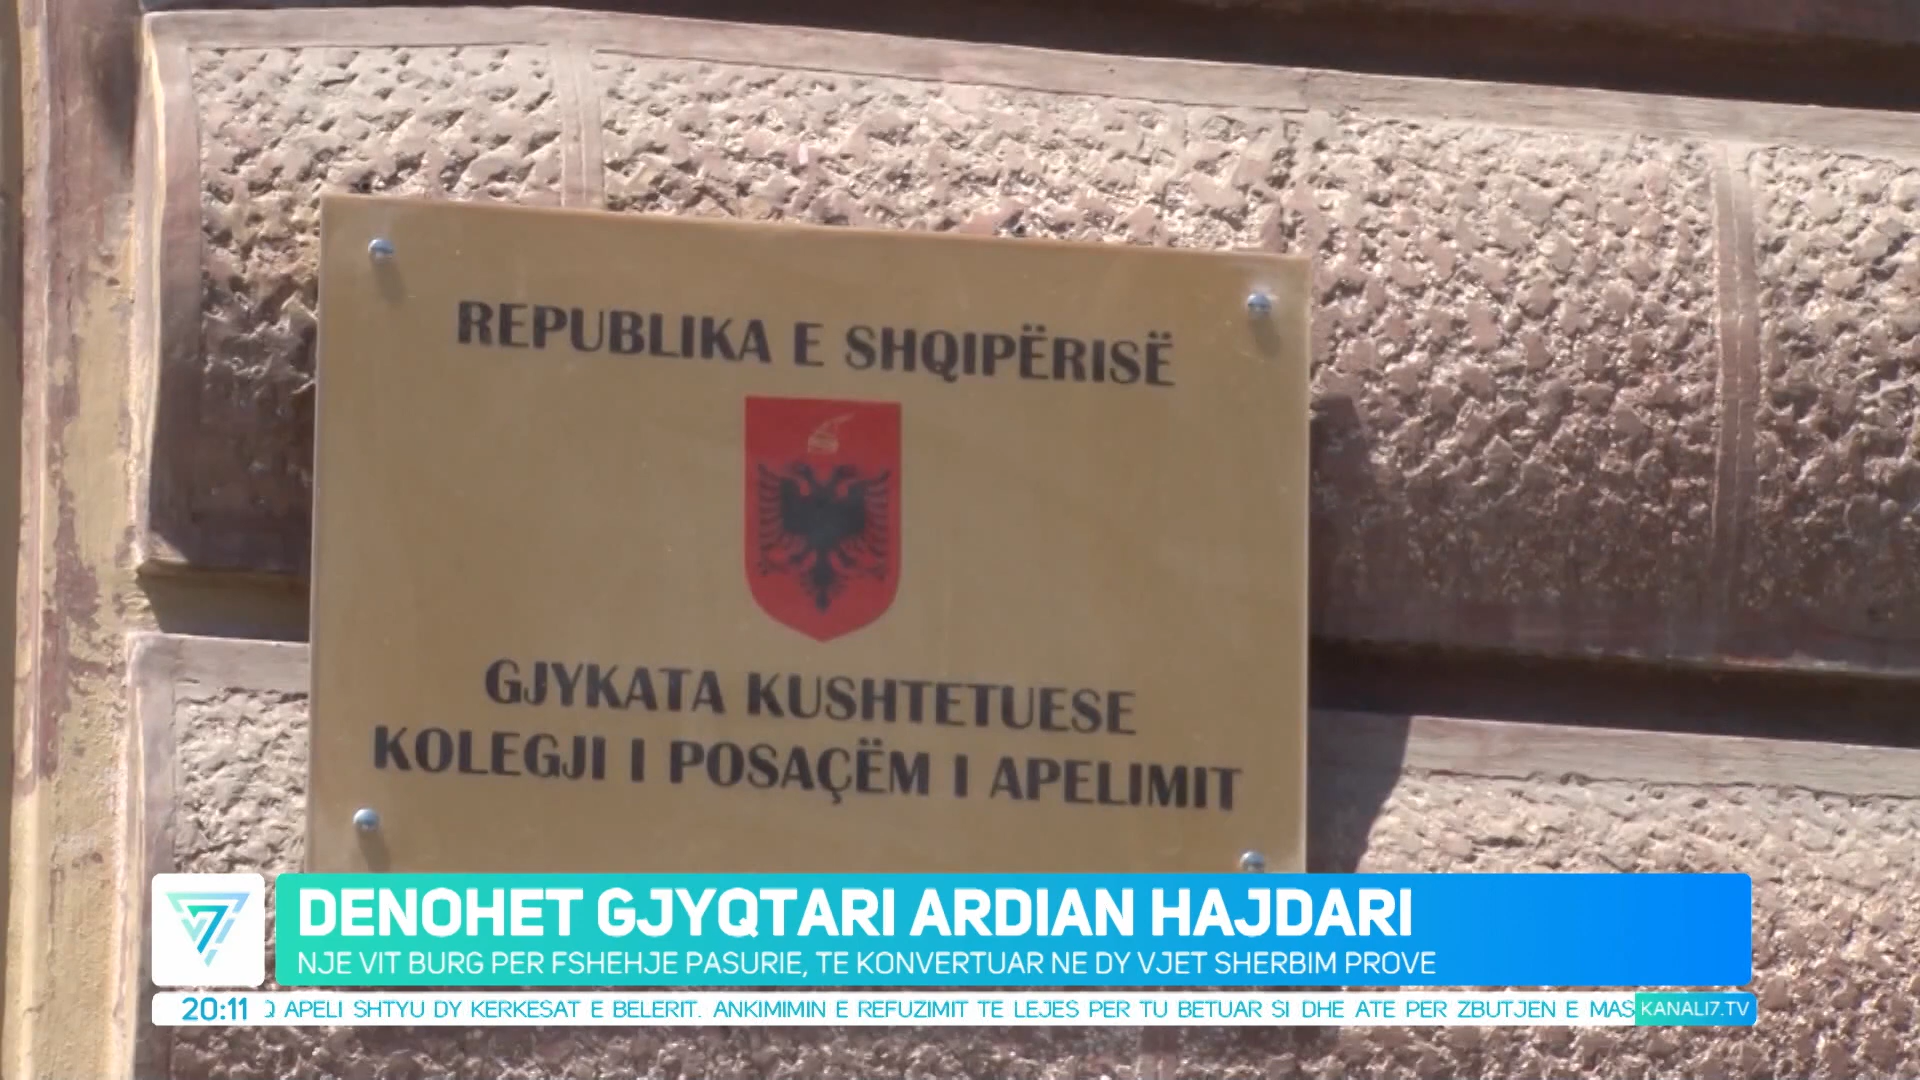 REPUBLIKA E SHQIPËRISË
GJYKATA KUSHTETUESE
KOLEGJI I POSAÇËM I APELIMIT
DENOHET GJYQTARI ARDIAN HAJDARI
NJE VIT BURG PER FSHEHJE PASURIE, TE KONVERTUAR NE DY VJET SHERBIM PROVE
20:11 Q APELI SHTYU DY KERKESAT E BELERIT. ANKIMIMIN E REFUZIMIT TE LEJES PER TU BETUAR SI DHE ATE PER ZBUTJEN E MAS KANALI7.TV